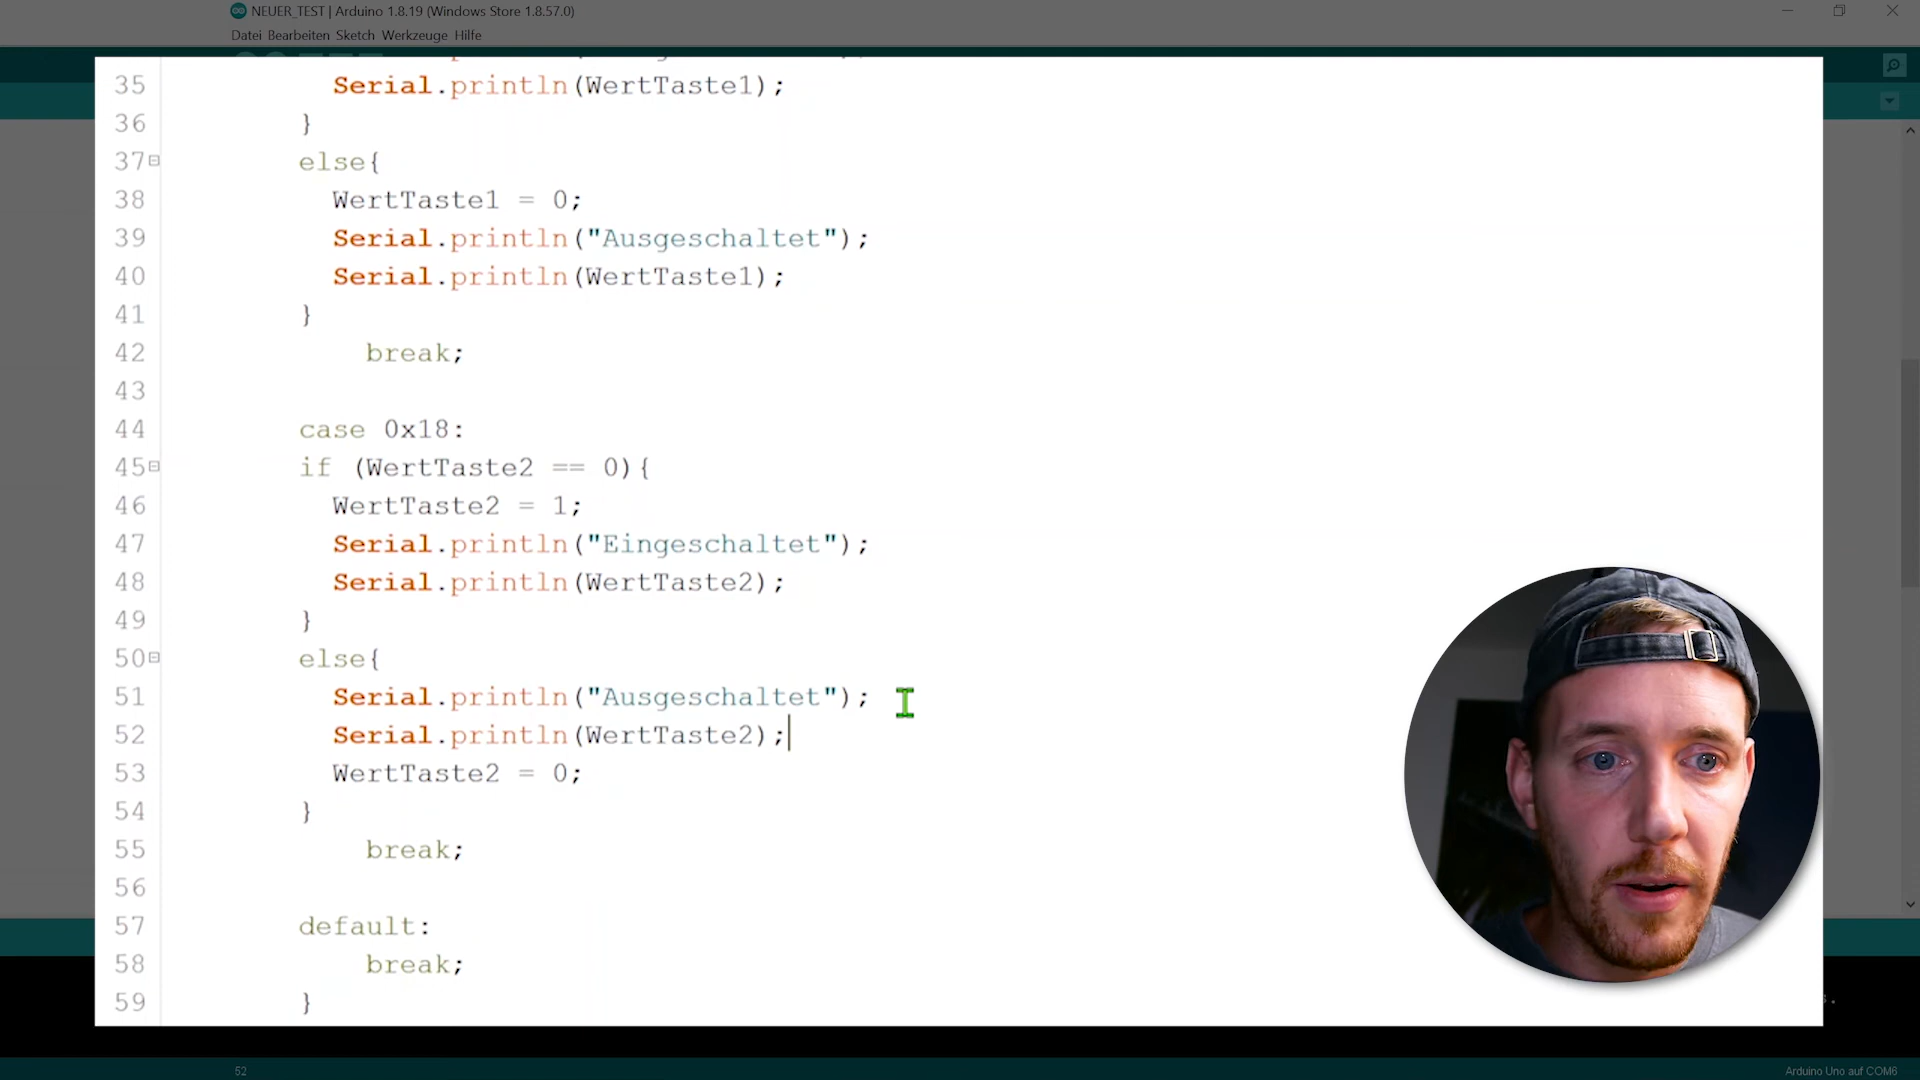 NEUER_TEST | Arduino 1.8.19 (Windows Store 1.8.57.0)
Datei Bearbeiten Sketch Werkzeuge Hilfe
35 Serial.println(WertTaste1);
36 }
37 else{
38 WertTaste1 = 0;
39 Serial.println("Ausgeschaltet");
40 Serial.println(WertTaste1);
41 }
42 break;
43
44 case 0x18:
45 if (WertTaste2 == 0){
46 WertTaste2 = 1;
47 Serial.println("Eingeschaltet");
48 Serial.println(WertTaste2);
49 }
50 else{
51 Serial.println("Ausgeschaltet");
52 Serial.println(WertTaste2);
53 WertTaste2 = 0;
54 }
55 break;
56
57 default:
58 break;
59 }
52
Arduino Uno auf COM6